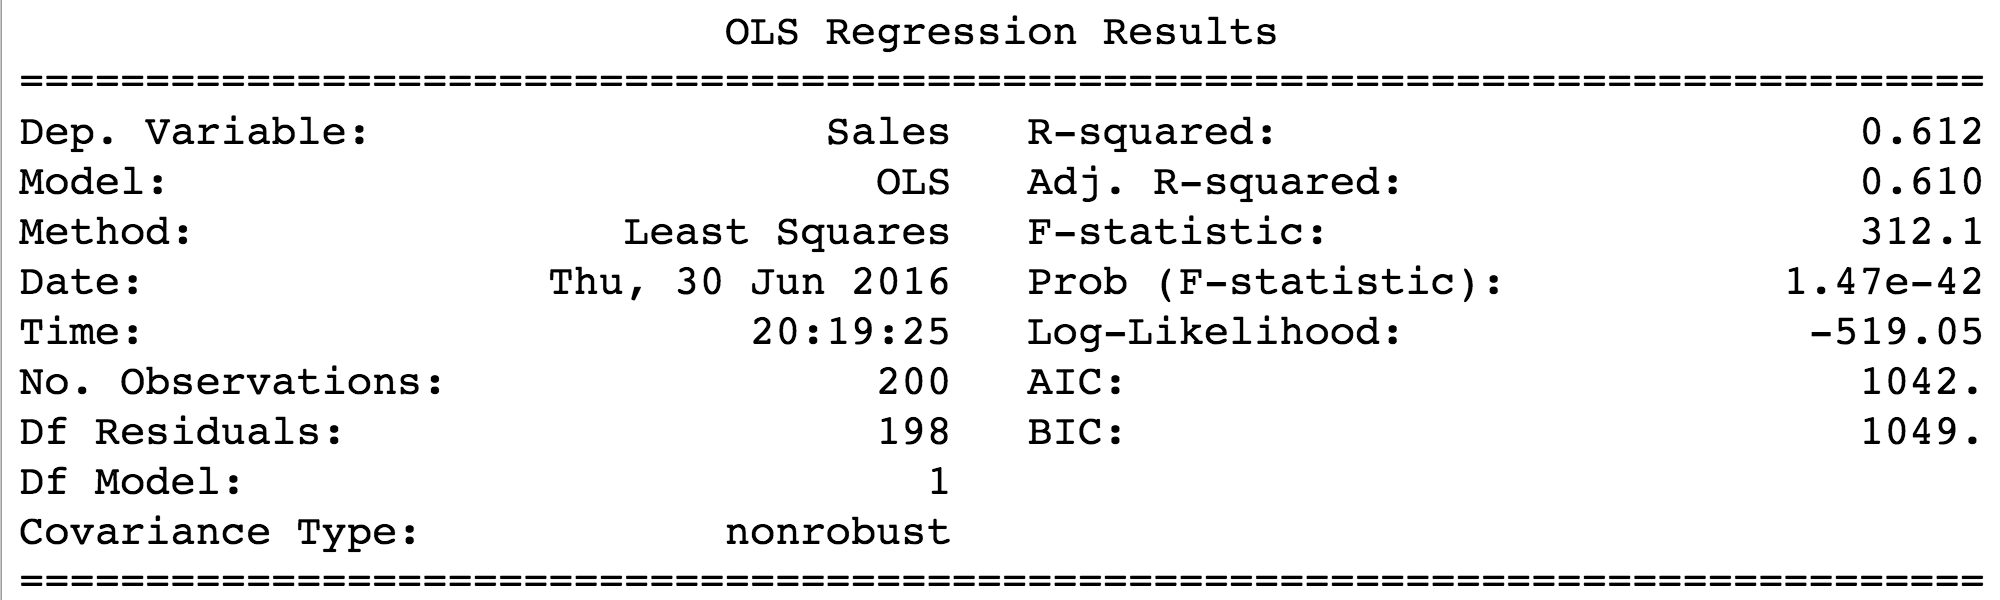 OLS Regression Results
==============================================================================
Dep. Variable: Sales R-squared: 0.612
Model: OLS Adj. R-squared: 0.610
Method: Least Squares F-statistic: 312.1
Date: Thu, 30 Jun 2016 Prob (F-statistic): 1.47e-42
Time: 20:19:25 Log-Likelihood: -519.05
No. Observations: 200 AIC: 1042.
Df Residuals: 198 BIC: 1049.
Df Model: 1
Covariance Type: nonrobust
==============================================================================